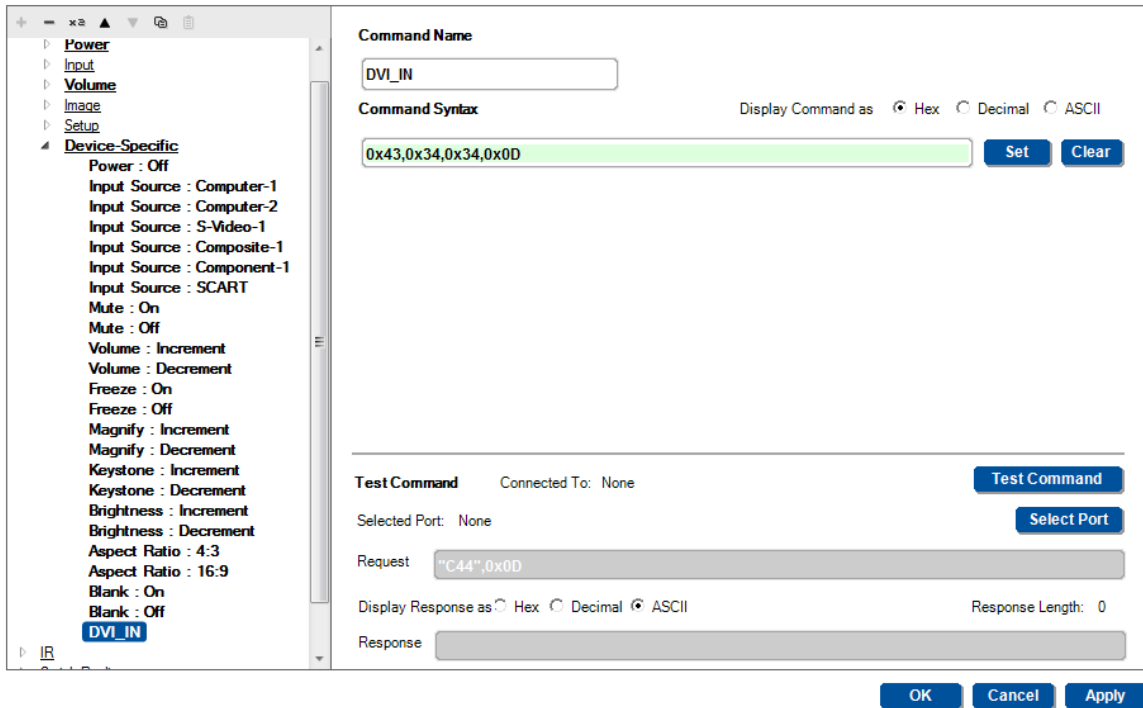 Power
Input
Volume
Image
Setup
Device-Specific
Power : Off
Input Source : Computer-1
Input Source : Computer-2
Input Source : S-Video-1
Input Source : Composite-1
Input Source : Component-1
Input Source : SCART
Mute : On
Mute : Off
Volume : Increment
Volume : Decrement
Freeze : On
Freeze : Off
Magnify : Increment
Magnify : Decrement
Keystone : Increment
Keystone : Decrement
Brightness : Increment
Brightness : Decrement
Aspect Ratio : 4:3
Aspect Ratio : 16:9
Blank : On
Blank : Off
DVI_IN
IR
Command Name
DVI_IN
Command Syntax Display Command as Hex Decimal ASCII
0x43,0x34,0x34,0x0D Set Clear
Test Command Connected To: None Test Command
Selected Port: None Select Port
Request "C44",0x0D
Display Response as Hex Decimal ASCII Response Length: 0
Response
OK Cancel Apply